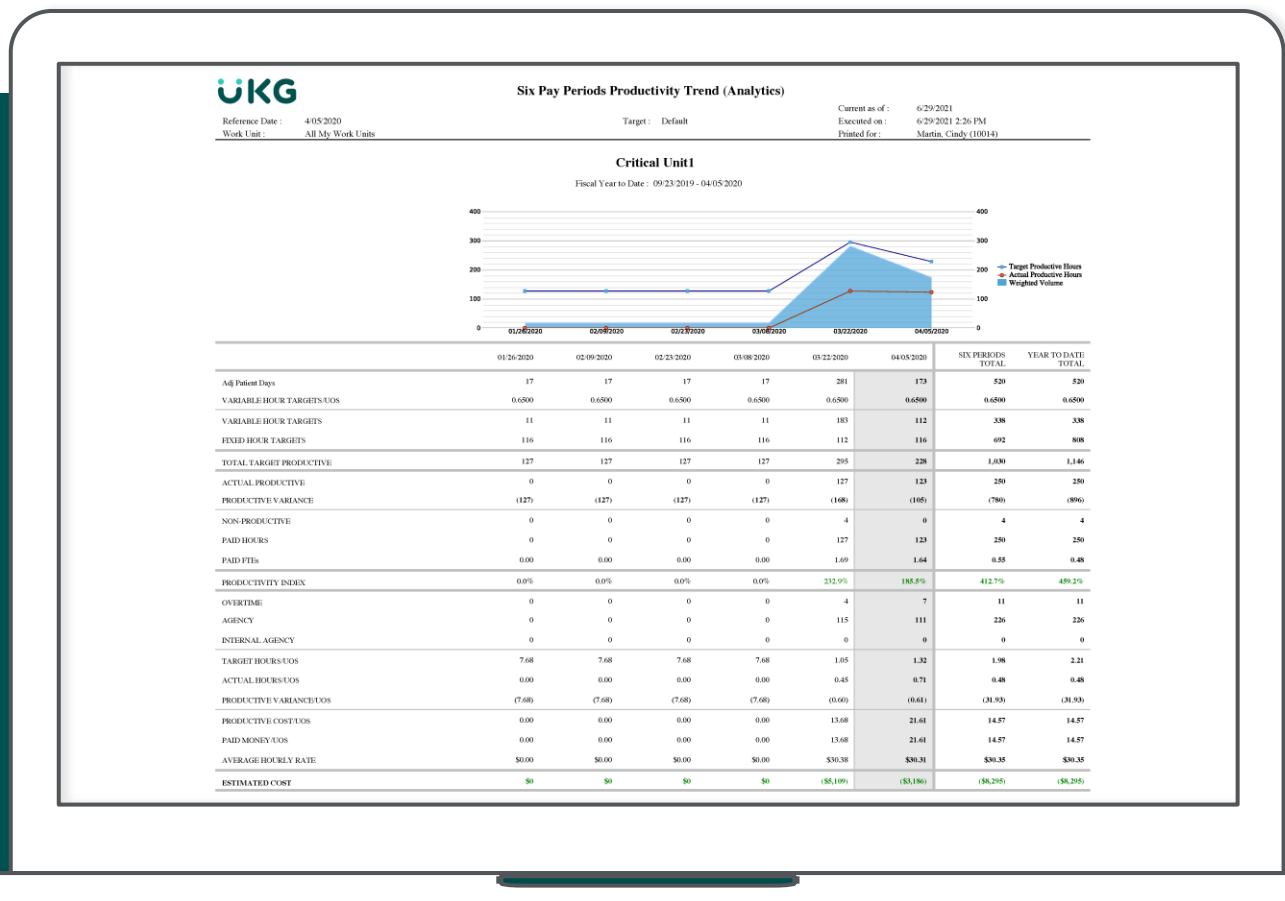 UKG
Six Pay Periods Productivity Trend (Analytics)
Current as of : 6/29/2021
Reference Date : 4/05/2020 Target : Default Executed on : 6/29/2021 2:26 PM
Work Unit : All My Work Units Printed for : Martin, Cindy (10014)
Critical Unit1
Fiscal Year to Date : 09/23/2019 - 04/05/2020
400 400
300 300
200 200
100 100
0 0
Target Productive Hours
Actual Productive Hours
Weighted Volume
01/26/2020 02/09/2020 02/23/2020 03/08/2020 03/22/2020 04/05/2020
01/26/2020 02/09/2020 02/23/2020 03/08/2020 03/22/2020 04/05/2020 SIX PERIODS TOTAL YEAR TO DATE TOTAL
Adj Patient Days 17 17 17 17 281 173 520 520
VARIABLE HOUR TARGETS/UOS 0.6500 0.6500 0.6500 0.6500 0.6500 0.6500 0.6500 0.6500
VARIABLE HOUR TARGETS 11 11 11 11 183 112 338 338
FIXED HOUR TARGETS 116 116 116 116 112 116 692 808
TOTAL TARGET PRODUCTIVE 127 127 127 127 295 228 1,030 1,146
ACTUAL PRODUCTIVE 0 0 0 0 127 123 250 250
PRODUCTIVE VARIANCE (127) (127) (127) (127) (168) (105) (780) (896)
NON-PRODUCTIVE 0 0 0 0 4 0 4 4
PAID HOURS 0 0 0 0 127 123 250 250
PAID FTEs 0.00 0.00 0.00 0.00 1.69 1.64 0.55 0.48
PRODUCTIVITY INDEX 0.0% 0.0% 0.0% 0.0% 232.9% 185.5% 412.7% 459.2%
OVERTIME 0 0 0 0 4 7 11 11
AGENCY 0 0 0 0 115 111 226 226
INTERNAL AGENCY 0 0 0 0 0 0 0 0
TARGET HOURS/UOS 7.68 7.68 7.68 7.68 1.05 1.32 1.98 2.21
ACTUAL HOURS/UOS 0.00 0.00 0.00 0.00 0.45 0.71 0.48 0.48
PRODUCTIVE VARIANCE/UOS (7.68) (7.68) (7.68) (7.68) (0.60) (0.61) (31.93) (31.93)
PRODUCTIVE COST/UOS 0.00 0.00 0.00 0.00 13.68 21.61 14.57 14.57
PAID MONEY/UOS 0.00 0.00 0.00 0.00 13.68 21.61 14.57 14.57
AVERAGE HOURLY RATE $0.00 $0.00 $0.00 $0.00 $30.38 $30.31 $30.35 $30.35
ESTIMATED COST $0 $0 $0 $0 ($5,109) ($3,186) ($8,295) ($8,295)